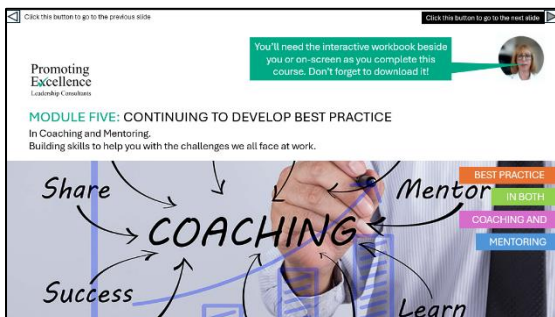 Click this button to go to the previous slide
Click this button to go to the next slide
You'll need the interactive workbook beside
you or on-screen as you complete this
course. Don't forget to download it!
Promoting
Excellence
Leadership Consultants
MODULE FIVE: CONTINUING TO DEVELOP BEST PRACTICE
In Coaching and Mentoring.
Building skills to help you with the challenges we all face at work.
BEST PRACTICE
IN BOTH
COACHING AND
MENTORING
Share
Mentor
COACHING
Success
Learn